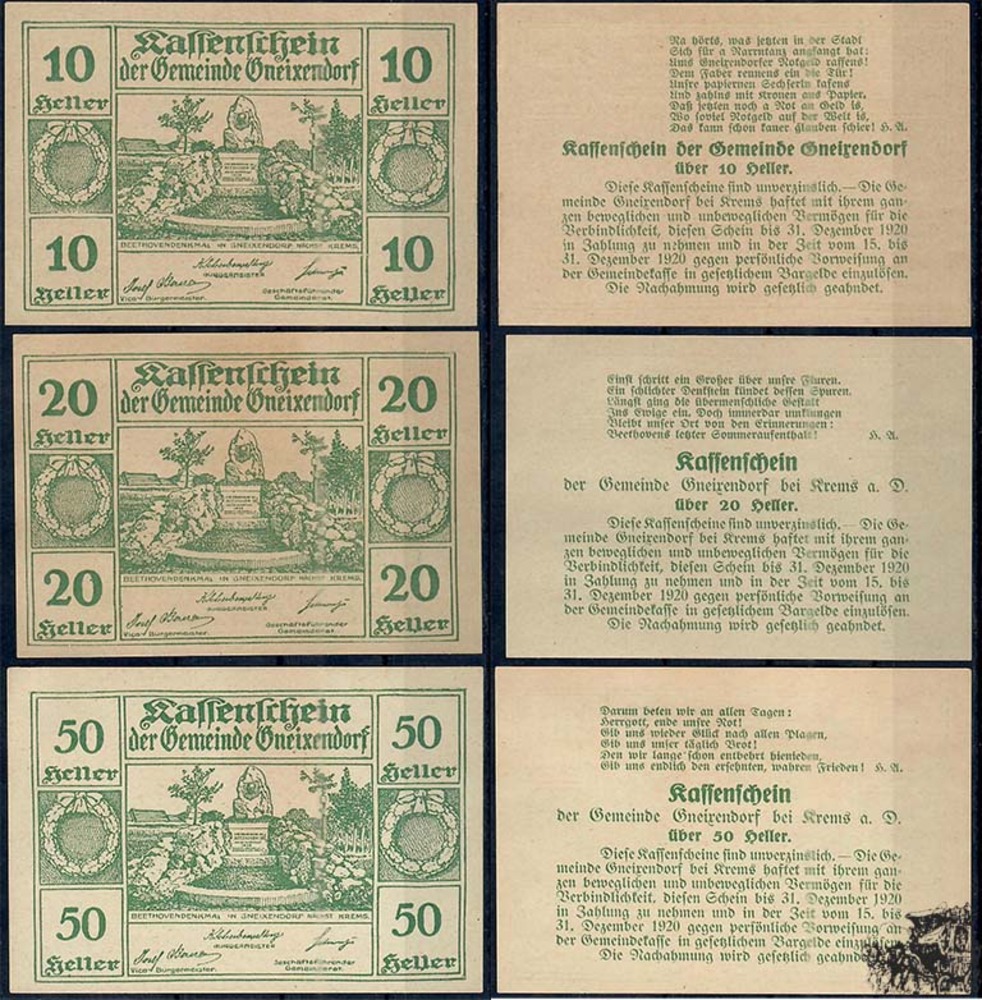 10
Kassenschein
der Gemeinde Gneixendorf
10
Heller
Heller
BEETHOVENDENKMAL IN GNEIXENDORF NÄCHST KREMS.
10
10
Heller
Heller
BÜRGERMEISTER
Vice-Bürgermeister.
Geschäftsführender
Gemeinderat.
Na hörts, was jetzten in der Stadt
Sich für a Narrntanz angfangt hat:
Ums Gneixendorfer Notgeld raffens!
Dem Faber rennens ein die Tür!
Unsre papiernen Sechserln kafens
Und zahlns mit Kronen aus Papier.
Daß jetzten noch a Not an Geld is,
Wo soviel Notgeld auf der Welt is,
Das kann schon kaner glauben schier! H. A.
Kassenschein der Gemeinde Gneixendorf
über 10 Heller.
Diese Kassenscheine sind unverzinslich. — Die Ge-
meinde Gneixendorf bei Krems haftet mit ihrem gan-
zen beweglichen und unbeweglichen Vermögen für die
Verbindlichkeit, diesen Schein bis 31. Dezember 1920
in Zahlung zu nehmen und in der Zeit vom 15. bis
31. Dezember 1920 gegen persönliche Vorweisung an
der Gemeindekasse in gesetzlichem Bargelde einzulösen.
Die Nachahmung wird gesetzlich geahndet.
20
Kassenschein
der Gemeinde Gneixendorf
20
Heller
Heller
BEETHOVENDENKMAL IN GNEIXENDORF NÄCHST KREMS.
20
20
Heller
Heller
BÜRGERMEISTER
Vice-Bürgermeister.
Geschäftsführender
Gemeinderat.
Einst schritt ein Großer über unsre Fluren.
Ein schlichter Denkstein kündet dessen Spuren.
Längst ging die übermenschliche Gestalt
Ins Ewige ein. Doch immerdar umklungen
Bleibt unser Ort von den Erinnerungen:
Beethovens letzter Sommeraufenthalt! H. A.
Kassenschein
der Gemeinde Gneixendorf bei Krems a. D.
über 20 Heller.
Diese Kassenscheine sind unverzinslich. — Die Ge-
meinde Gneixendorf bei Krems haftet mit ihrem gan-
zen beweglichen und unbeweglichen Vermögen für die
Verbindlichkeit, diesen Schein bis 31. Dezember 1920
in Zahlung zu nehmen und in der Zeit vom 15. bis
31. Dezember 1920 gegen persönliche Vorweisung an
der Gemeindekasse in gesetzlichem Bargelde einzulösen.
Die Nachahmung wird gesetzlich geahndet.
50
Kassenschein
der Gemeinde Gneixendorf
50
Heller
Heller
BEETHOVENDENKMAL IN GNEIXENDORF NÄCHST KREMS.
50
50
Heller
Heller
BÜRGERMEISTER
Vice-Bürgermeister.
Geschäftsführender
Gemeinderat.
Darum beten wir an allen Tagen:
Herrgott, ende unsre Not!
Gib uns wieder Glück nach allen Plagen,
Gib uns unser täglich Brot!
Den wir lange schon entbehrt hienieden,
Gib uns endlich den ersehnten, wahren Frieden! H. A.
Kassenschein
der Gemeinde Gneixendorf bei Krems a. D.
über 50 Heller.
Diese Kassenscheine sind unverzinslich. — Die Ge-
meinde Gneixendorf bei Krems haftet mit ihrem gan-
zen beweglichen und unbeweglichen Vermögen für die
Verbindlichkeit, diesen Schein bis 31. Dezember 1920
in Zahlung zu nehmen und in der Zeit vom 15. bis
31. Dezember 1920 gegen persönliche Vorweisung an
der Gemeindekasse in gesetzlichem Bargelde einzulösen
Die Nachahmung wird gesetzlich geahnd